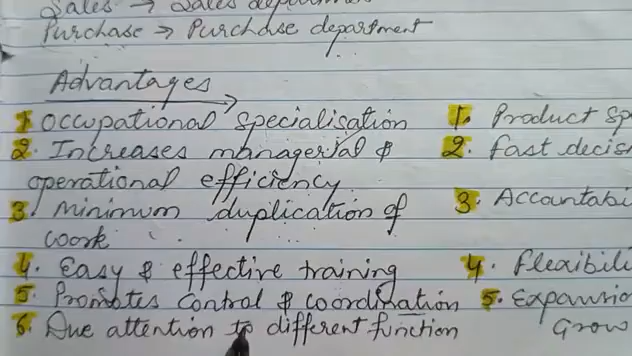 Sales → Sales
Purchase → Purchase department
Advantages
1. Occupational specialisation
2. Increases managerial &
operational efficiency
3. Minimum duplication of
work
4. Easy & effective training
5. Promotes Control & coordination
6. Due attention to different function
1. Product
2. Fast
3.
4.
5.